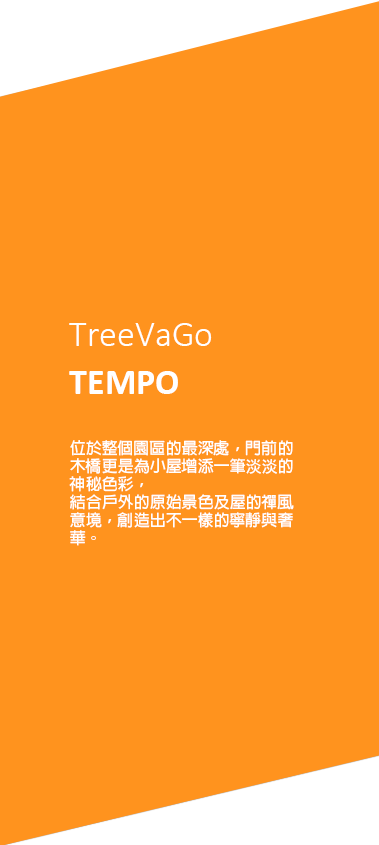 TreeVaGo
TEMPO
位於整個園區的最深處，門前的
木橋更是為小屋增添一筆淡淡的
神秘色彩，
結合戶外的原始景色及屋的禪風
意境，創造出不一樣的寧靜與奢
華。